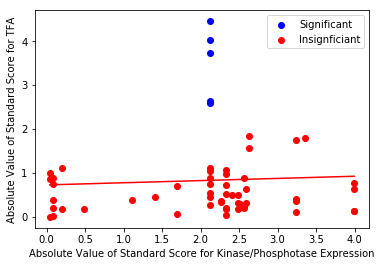 Absolute Value of Standard Score for TFA
4
3
2
1
0
Significant
Insignficiant
0.0 0.5 1.0 1.5 2.0 2.5 3.0 3.5 4.0
Absolute Value of Standard Score for Kinase/Phosphotase Expression